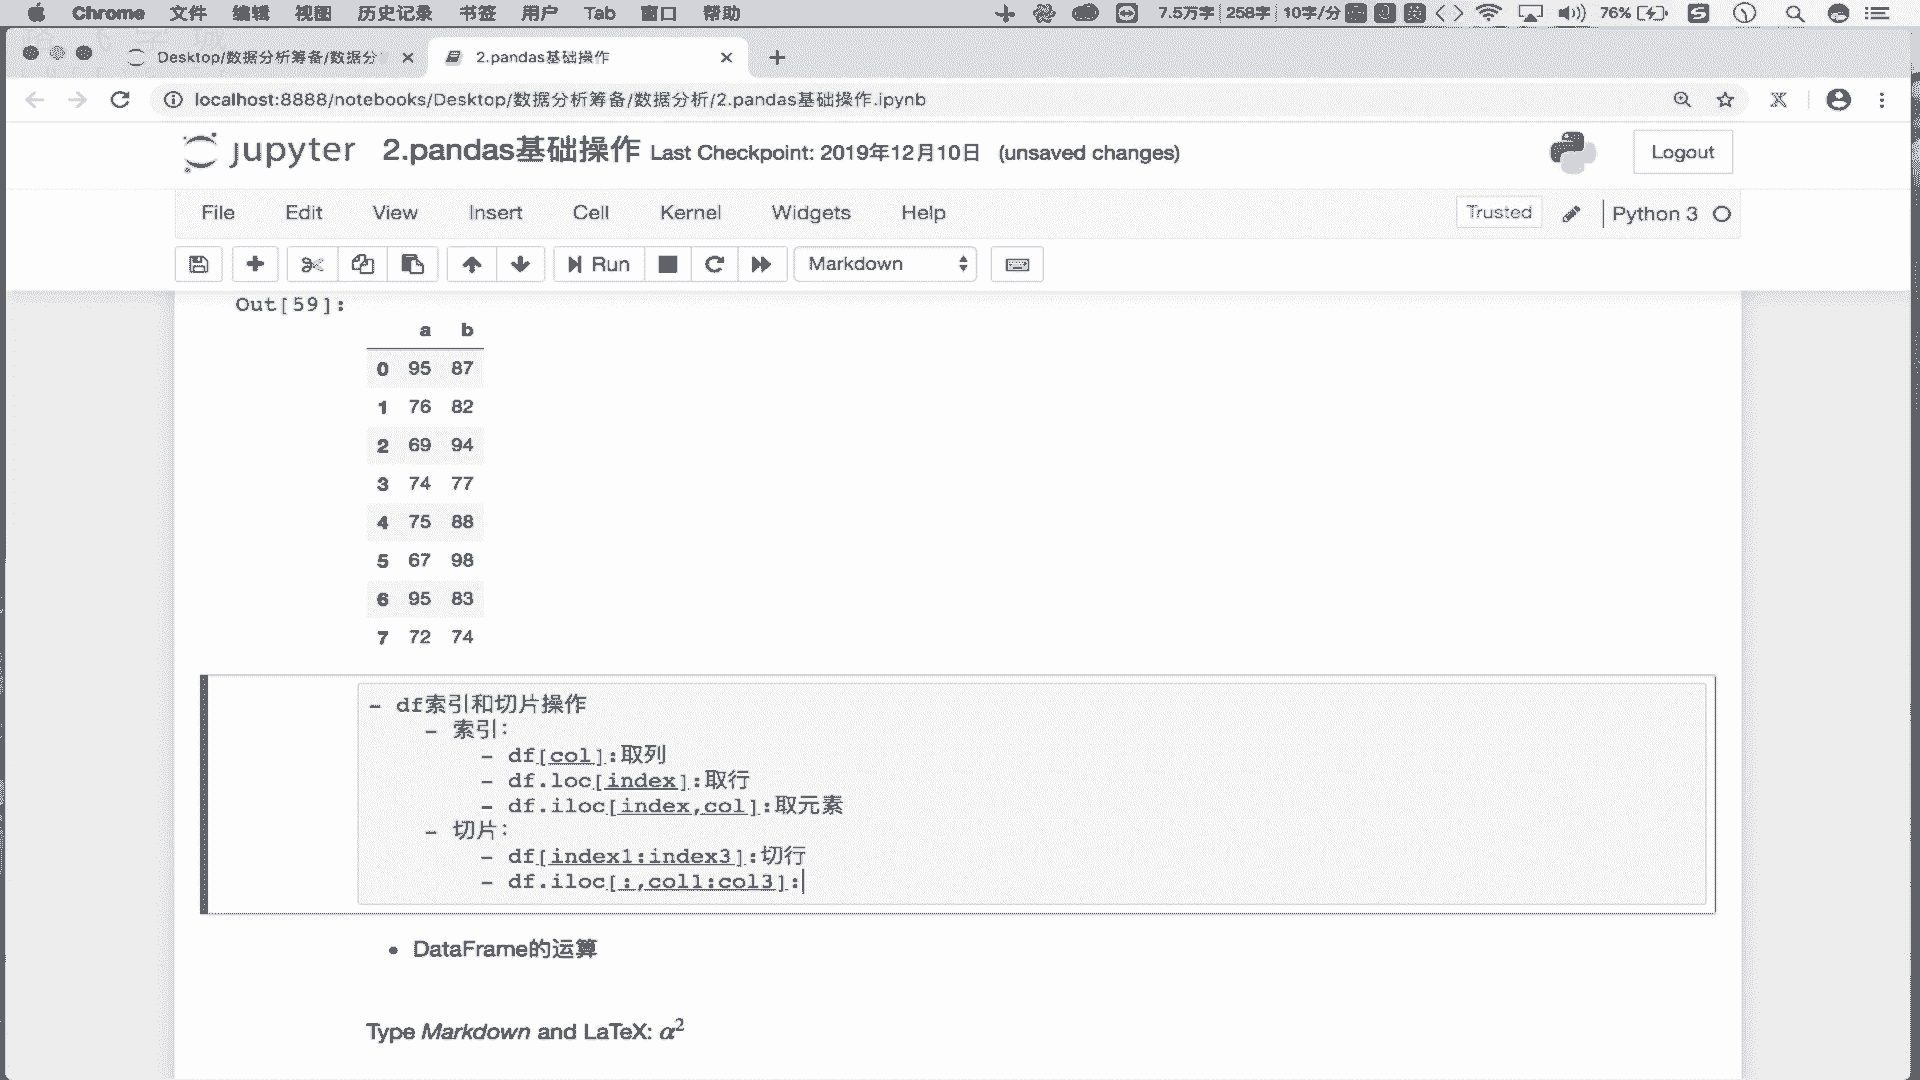 Chrome 文件 编辑 视图 历史记录 书签 用户 Tab 窗口 帮助 7.5万字 258字 10字/分 英 76%
Desktop/数据分析筹备/数据分 2.pandas基础操作
localhost:8888/notebooks/Desktop/数据分析筹备/数据分析/2.pandas基础操作.ipynb
jupyter 2.pandas基础操作 Last Checkpoint: 2019年12月10日 (unsaved changes) Logout
File Edit View Insert Cell Kernel Widgets Help Trusted Python 3
Run Markdown
Out[59]:
a b
0 95 87
1 76 82
2 69 94
3 74 77
4 75 88
5 67 98
6 95 83
7 72 74
- df索引和切片操作
- 索引:
- df[col]:取列
- df.loc[index]:取行
- df.iloc[index,col]:取元素
- 切片:
- df[index1:index3]:切行
- df.iloc[:,col1:col3]:
• DataFrame的运算
Type Markdown and LaTeX: α²